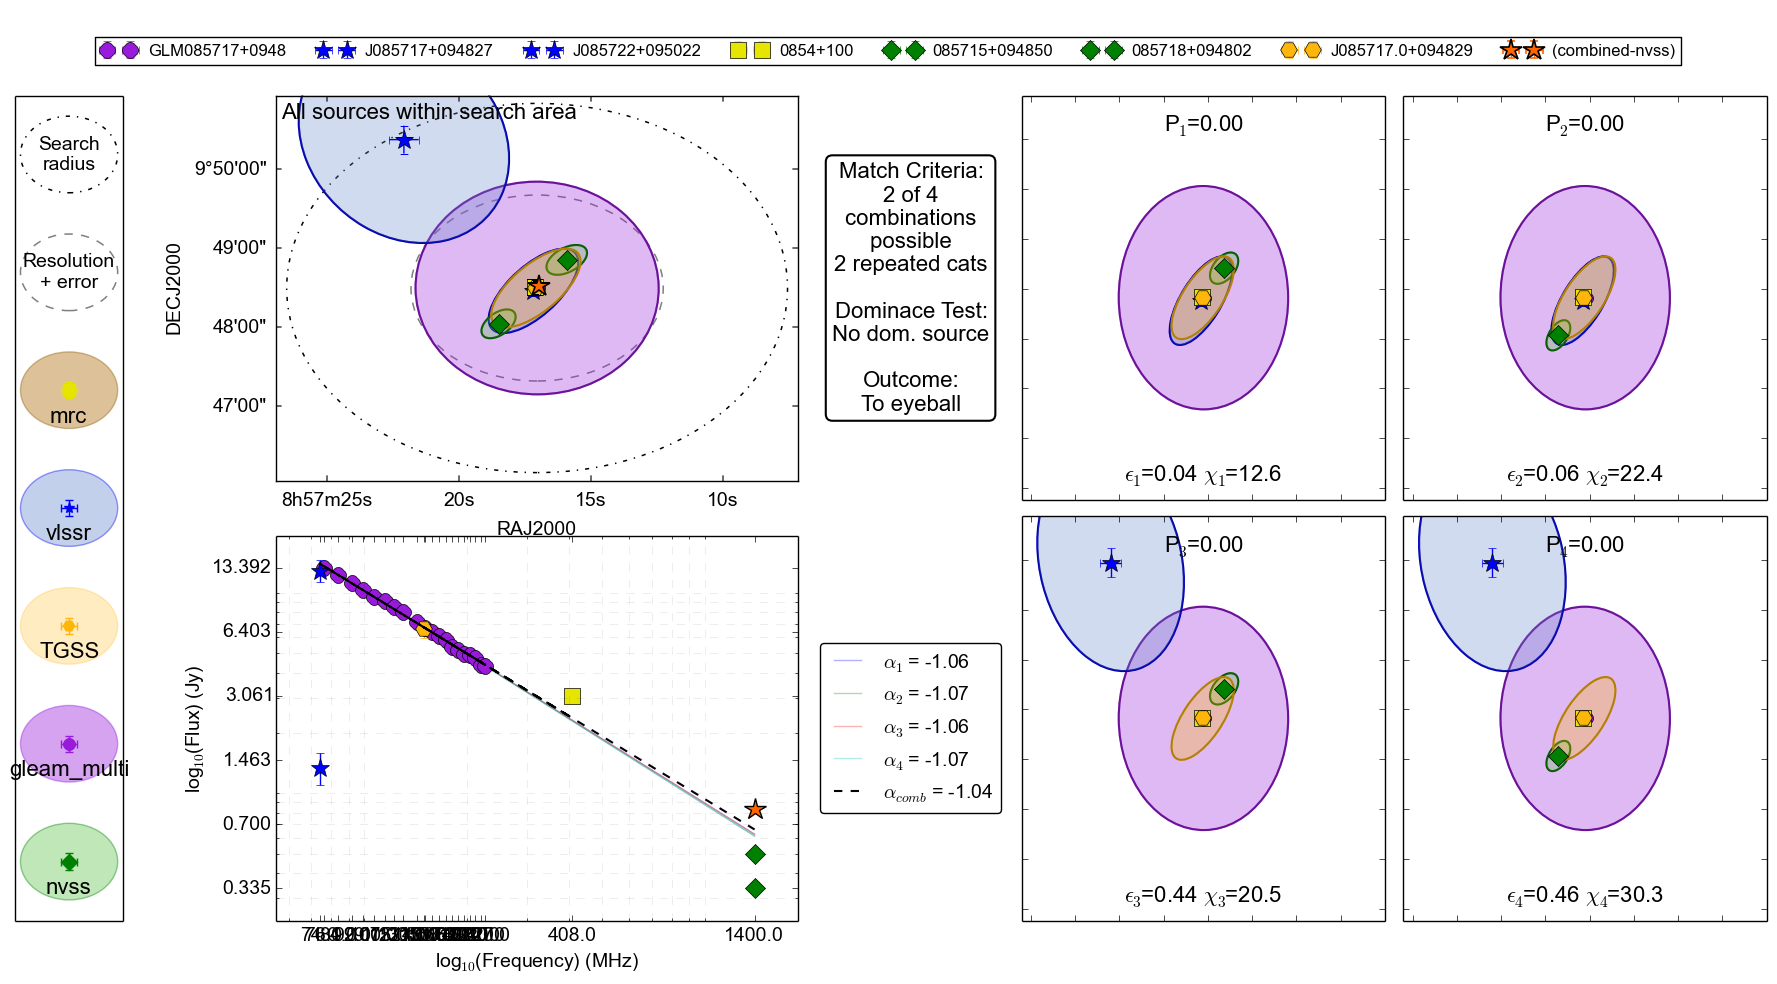 GLM085717+0948 J085717+094827 J085722+095022 0854+100 085715+094850 085718+094802 J085717.0+094829 (combined-nvss)
Search
radius
Resolution
+ error
mrc
vlssr
TGSS
gleam_multi
nvss
All sources within search area
DECJ2000
9°50'00"
49'00"
48'00"
47'00"
8h57m25s 20s 15s 10s
RAJ2000
Match Criteria:
2 of 4
combinations
possible
2 repeated cats
Dominace Test:
No dom. source
Outcome:
To eyeball
P1=0.00
ϵ1=0.04 χ1=12.6
P2=0.00
ϵ2=0.06 χ2=22.4
P3=0.00
ϵ3=0.44 χ3=20.5
P4=0.00
ϵ4=0.46 χ4=30.3
log10(Flux) (Jy)
13.392
6.403
3.061
1.463
0.700
0.335
408.0 1400.0
log10(Frequency) (MHz)
α1 = -1.06
α2 = -1.07
α3 = -1.06
α4 = -1.07
αcomb = -1.04